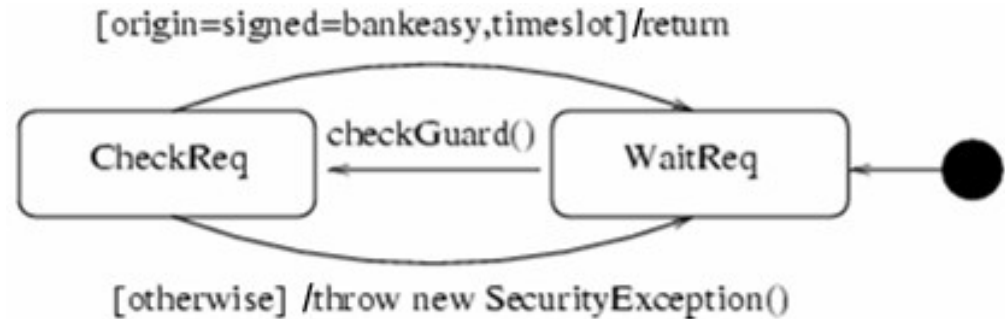 [origin=signed=bankeasy,timeslot]/return
checkGuard()
CheckReq
WaitReq
[otherwise] /throw new SecurityException()